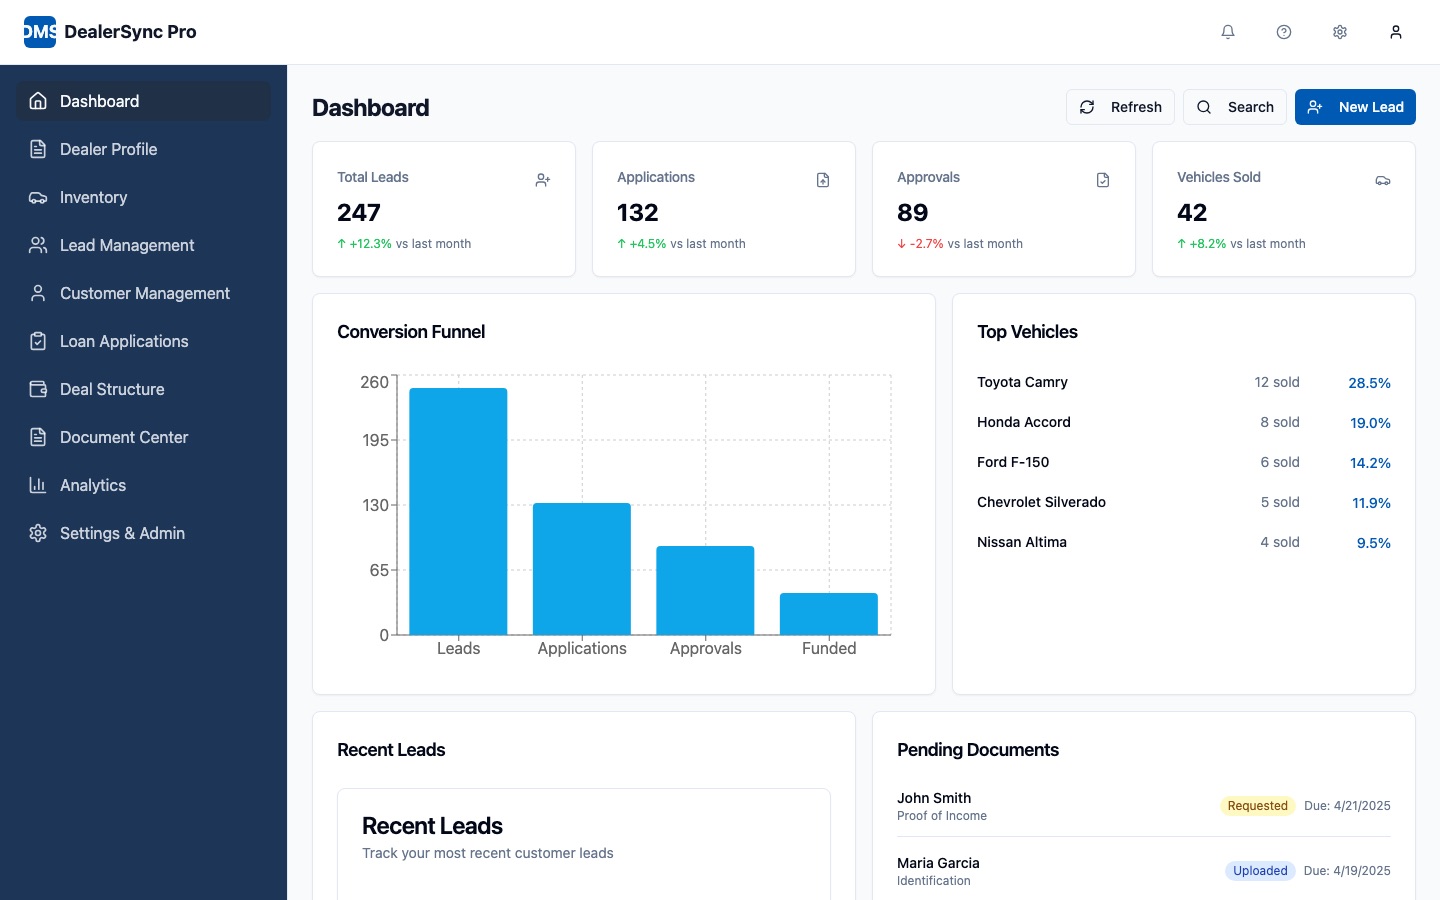 DMS DealerSync Pro
Dashboard
Dealer Profile
Inventory
Lead Management
Customer Management
Loan Applications
Deal Structure
Document Center
Analytics
Settings & Admin
Dashboard
Refresh
Search
New Lead
Total Leads
247
↑ +12.3% vs last month
Applications
132
↑ +4.5% vs last month
Approvals
89
↓ -2.7% vs last month
Vehicles Sold
42
↑ +8.2% vs last month
Conversion Funnel
260
195
130
65
0
Leads Applications Approvals Funded
Top Vehicles
Toyota Camry 12 sold 28.5%
Honda Accord 8 sold 19.0%
Ford F-150 6 sold 14.2%
Chevrolet Silverado 5 sold 11.9%
Nissan Altima 4 sold 9.5%
Recent Leads
Recent Leads
Track your most recent customer leads
Pending Documents
John Smith
Proof of Income
Requested Due: 4/21/2025
Maria Garcia
Identification
Uploaded Due: 4/19/2025